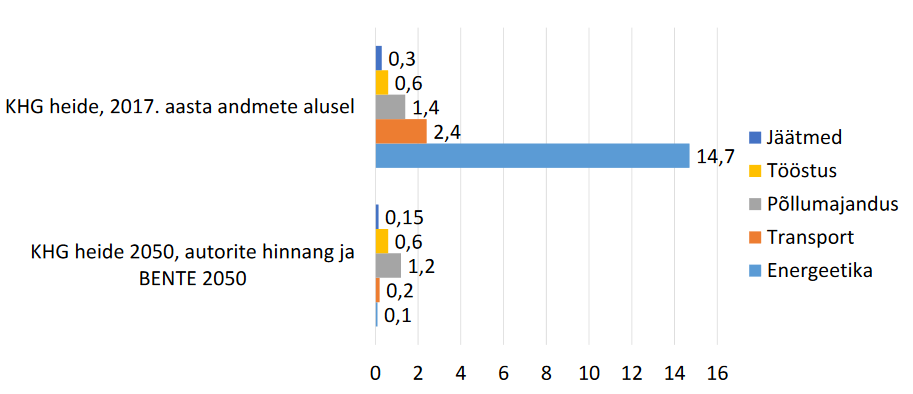 KHG heide, 2017. aasta andmete alusel
0,3
0,6
1,4
2,4
14,7
KHG heide 2050, autorite hinnang ja
BENTE 2050
0,15
0,6
1,2
0,2
0,1
0 2 4 6 8 10 12 14 16
Jäätmed
Tööstus
Põllumajandus
Transport
Energeetika